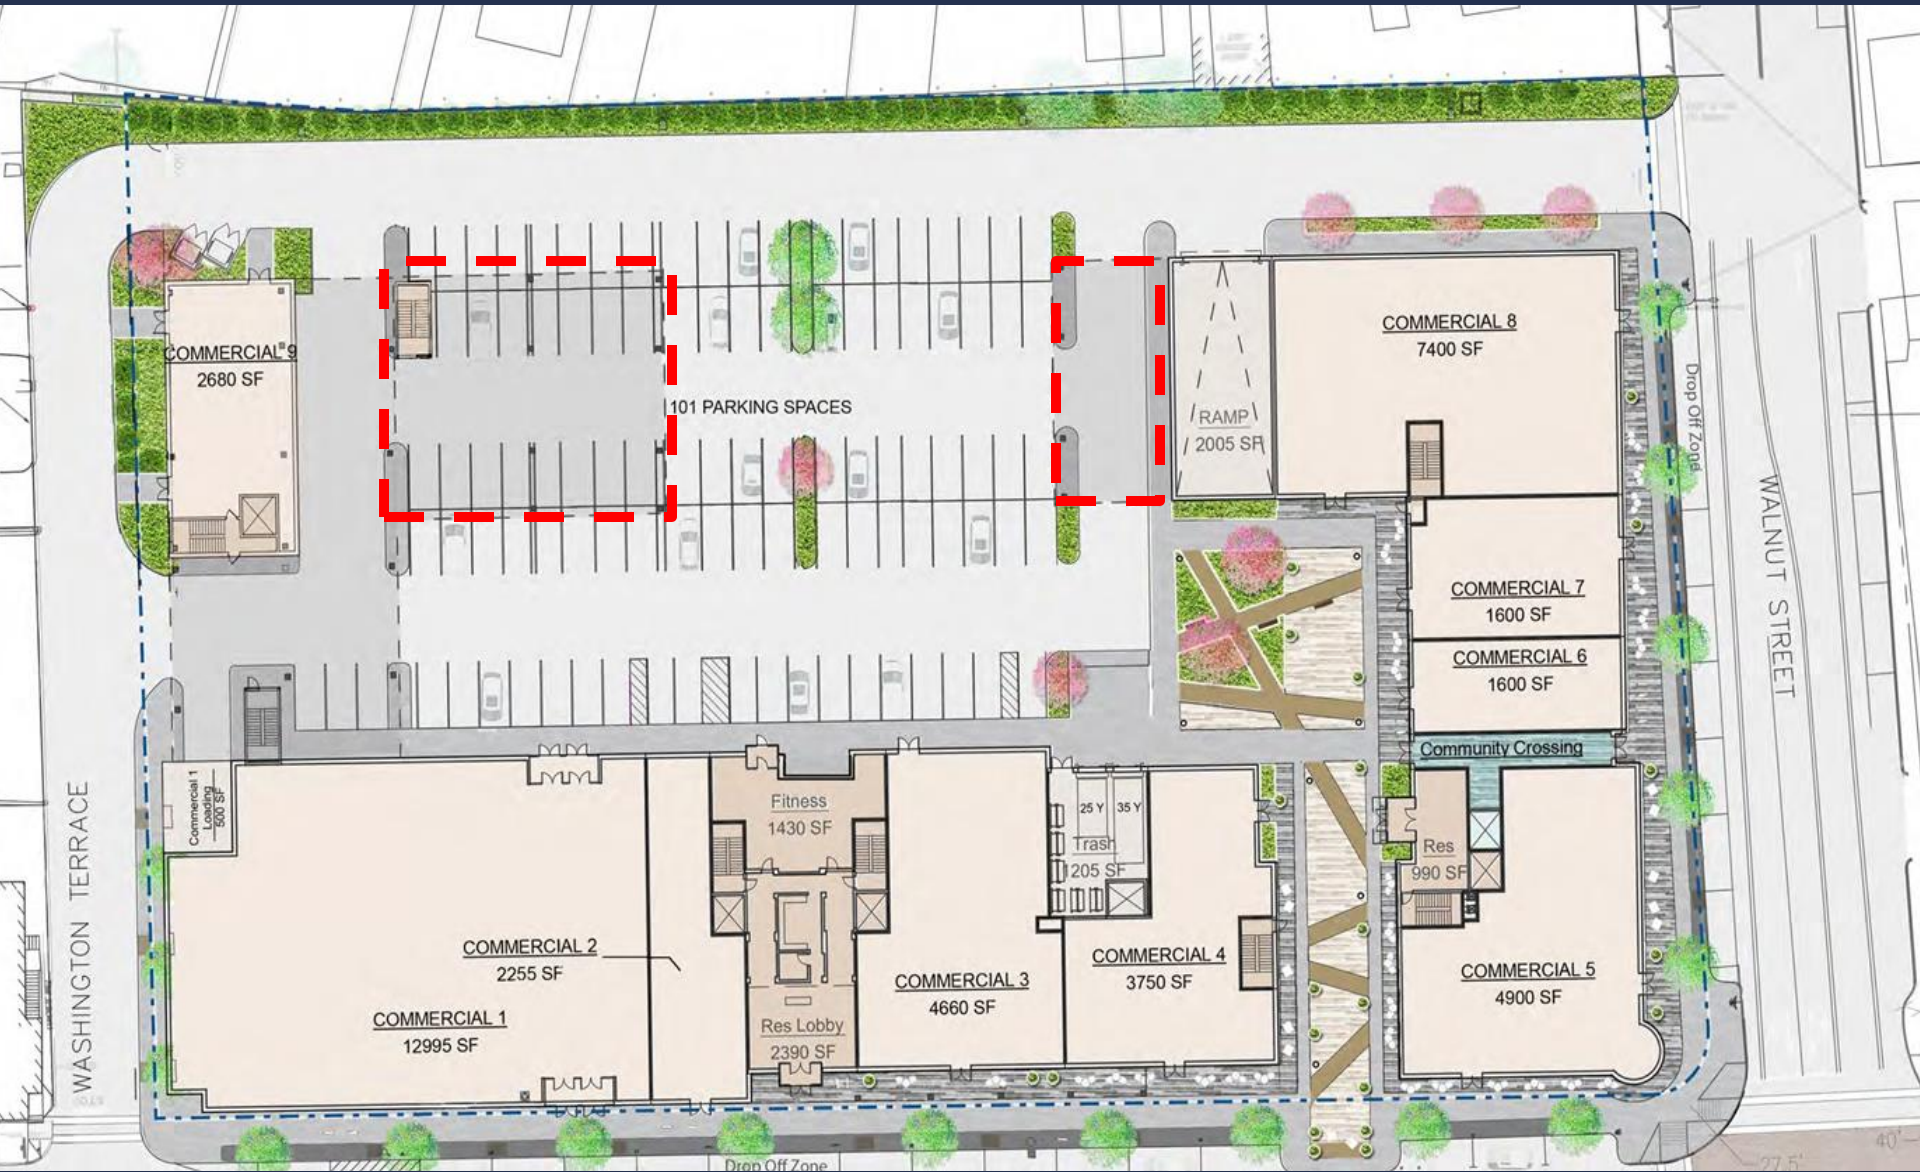 COMMERCIAL 9
2680 SF
101 PARKING SPACES
RAMP
2005 SF
COMMERCIAL 8
7400 SF
Drop Off Zone
WALNUT STREET
COMMERCIAL 7
1600 SF
COMMERCIAL 6
1600 SF
Community Crossing
WASHINGTON TERRACE
Commercial 1
Loading
500 SF
Fitness
1430 SF
25 Y
35 Y
Trash
205 SF
Res
990 SF
COMMERCIAL 2
2255 SF
COMMERCIAL 1
12995 SF
Res Lobby
2390 SF
COMMERCIAL 3
4660 SF
COMMERCIAL 4
3750 SF
COMMERCIAL 5
4900 SF
Drop Off Zone
40'
27.5'